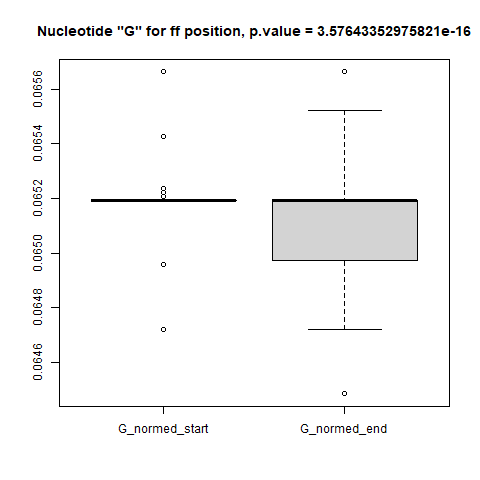 Nucleotide "G" for ff position, p.value = 3.57643352975821e-16
0.0656
0.0654
0.0652
0.0650
0.0648
0.0646
G_normed_start
G_normed_end